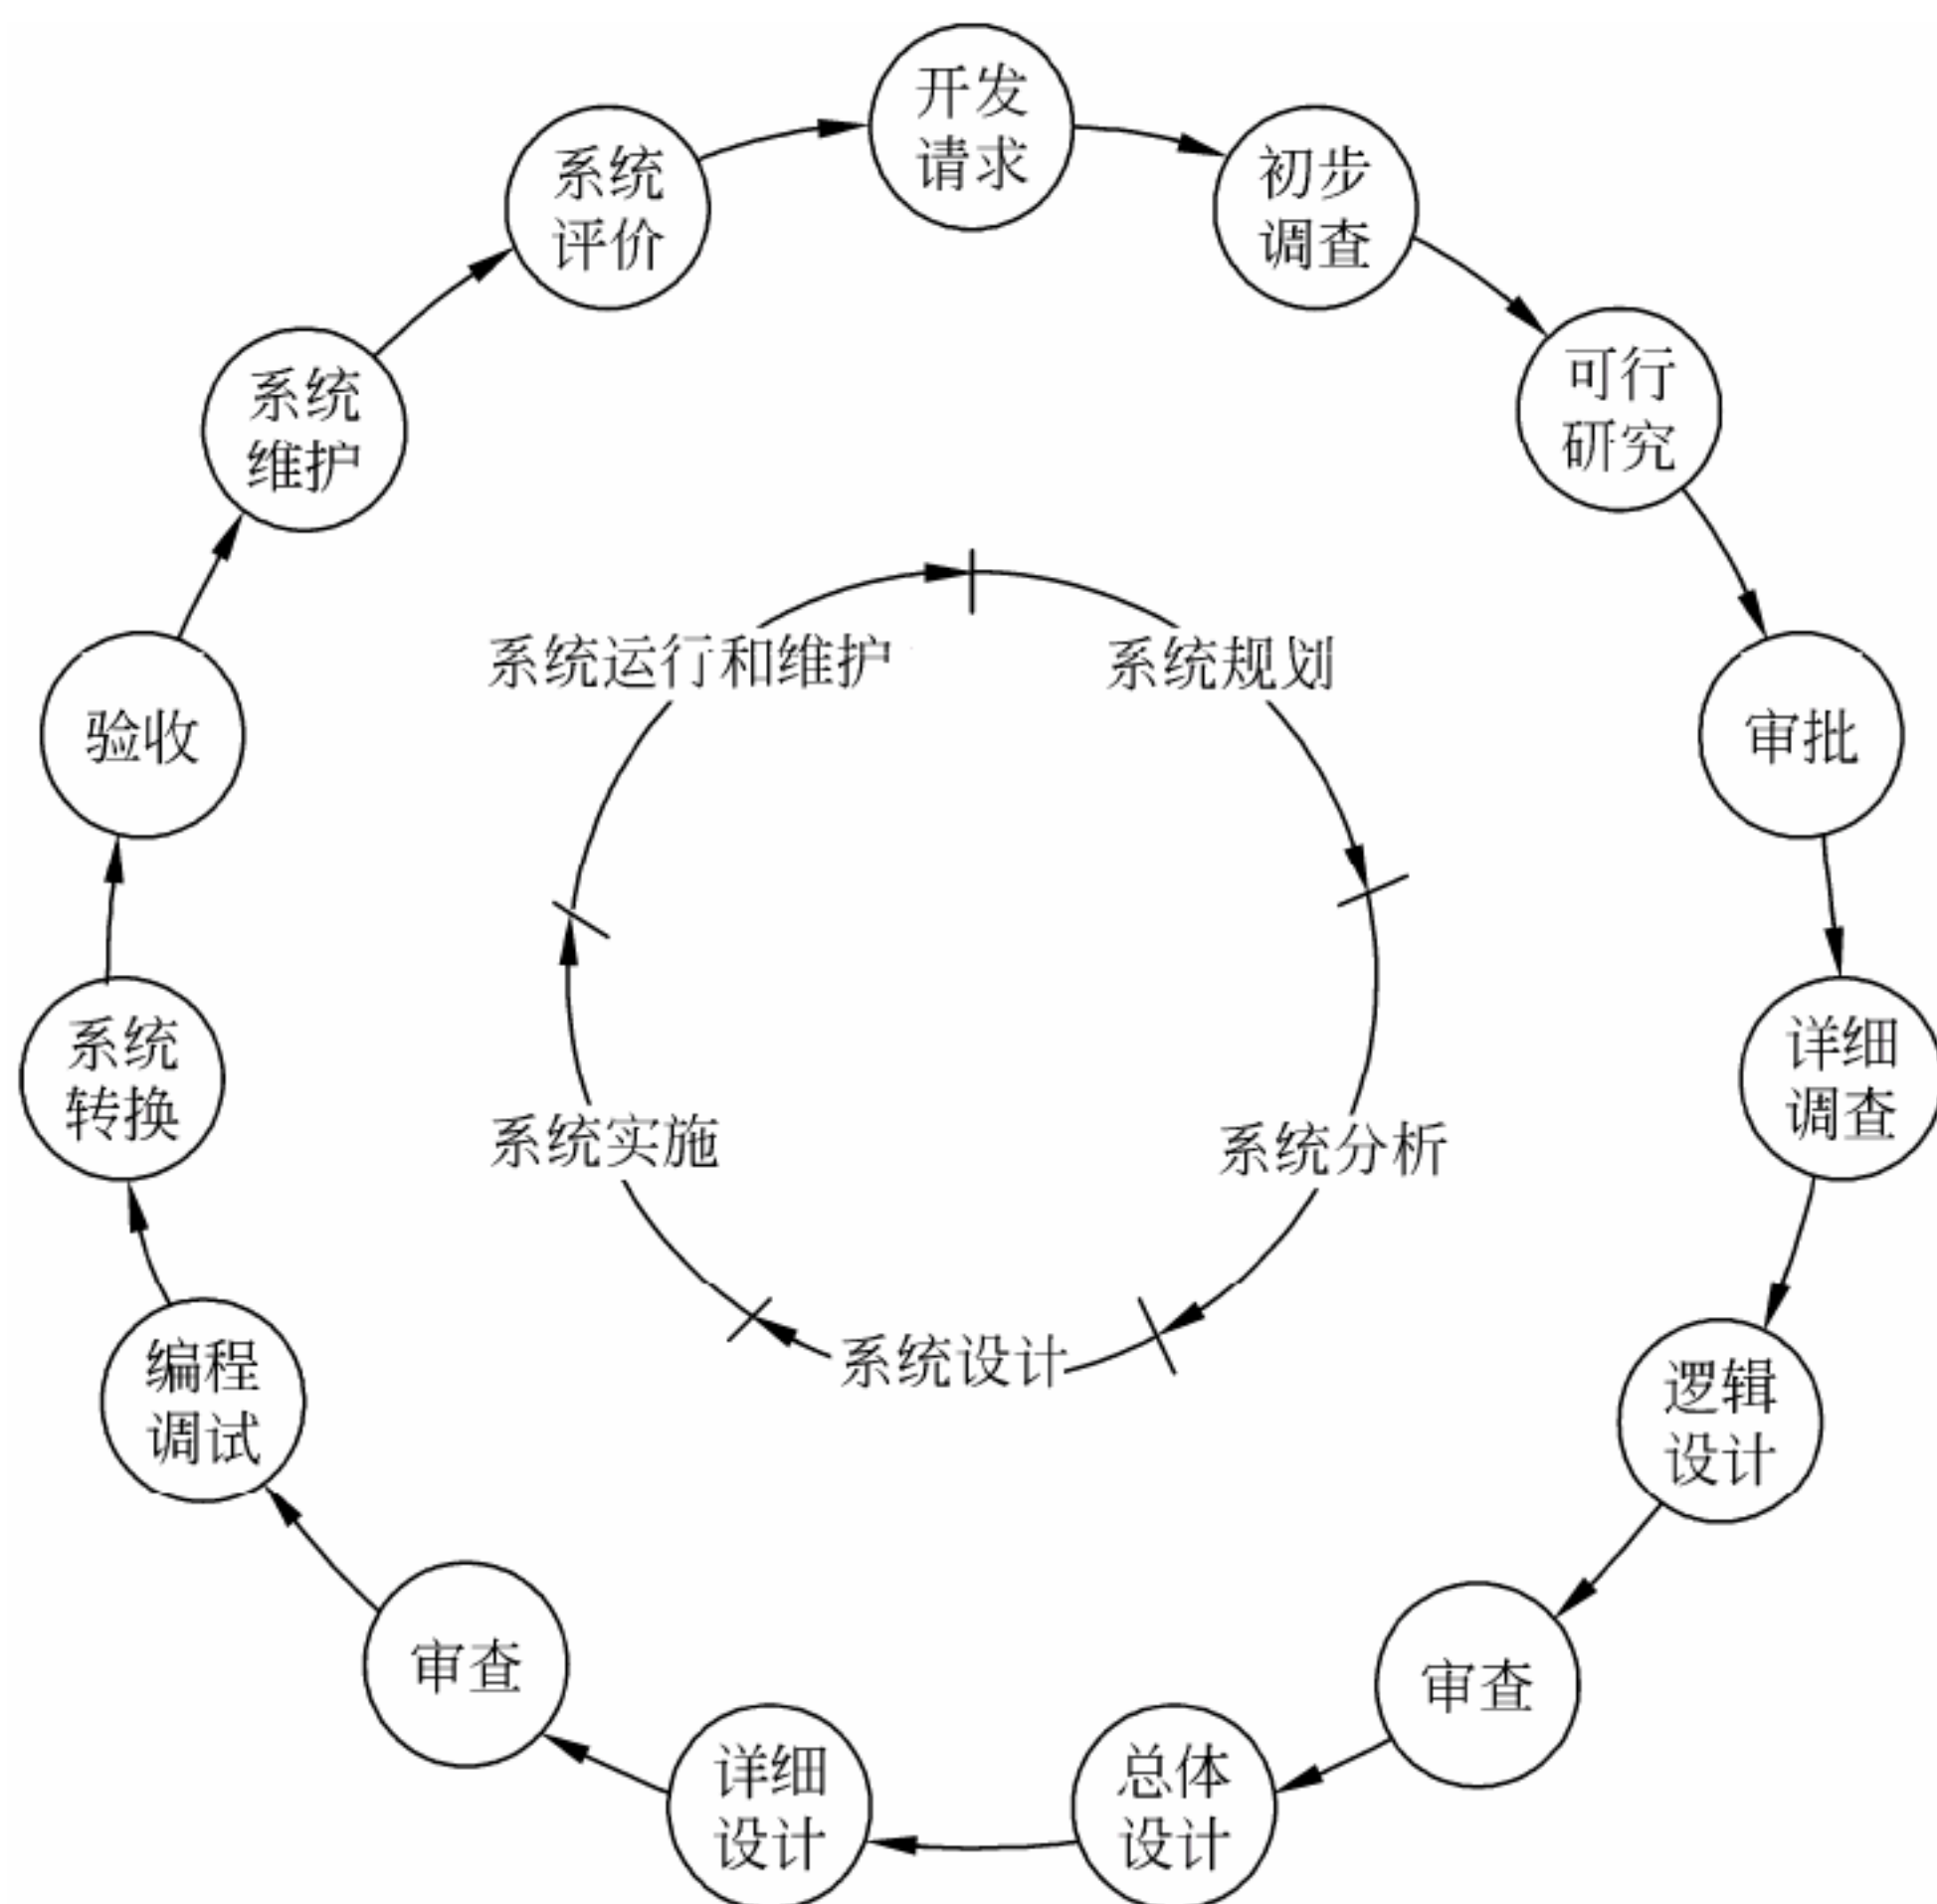 开发
请求
初步
调查
可行
研究
审批
详细
调查
逻辑
设计
审查
总体
设计
详细
设计
审查
编程
调试
系统
转换
验收
系统
维护
系统
评价
系统规划
系统分析
系统设计
系统实施
系统运行和维护